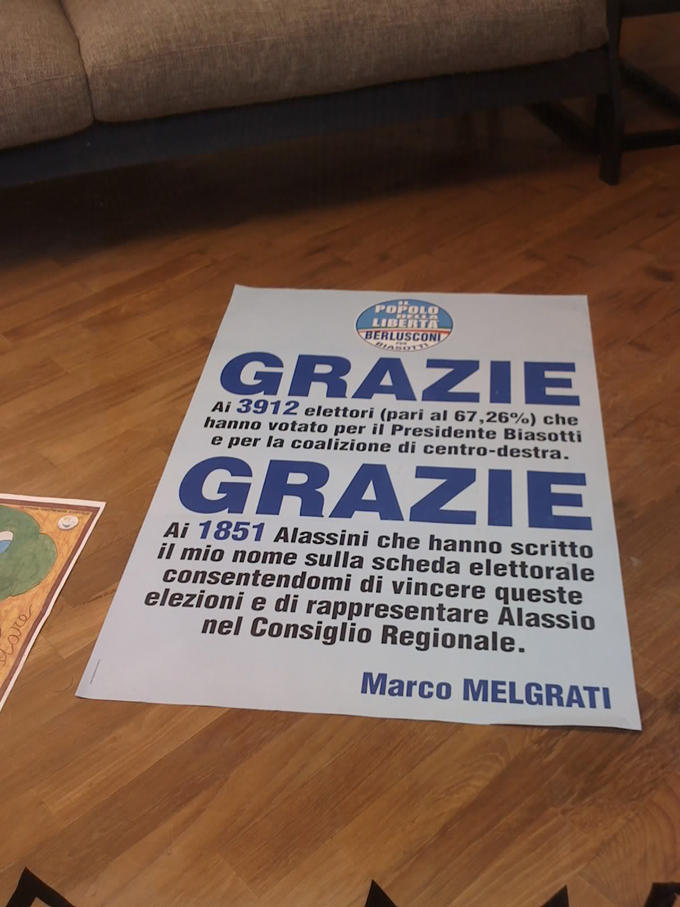 IL
POPOLO
DELLA
LIBERTÀ
BERLUSCONI
PER
BIASOTTI
GRAZIE
Ai 3912 elettori (pari al 67,26%) che
hanno votato per il Presidente Biasotti
e per la coalizione di centro-destra.
GRAZIE
Ai 1851 Alassini che hanno scritto
il mio nome sulla scheda elettorale
consentendomi di vincere queste
elezioni e di rappresentare Alassio
nel Consiglio Regionale.
Marco MELGRATI